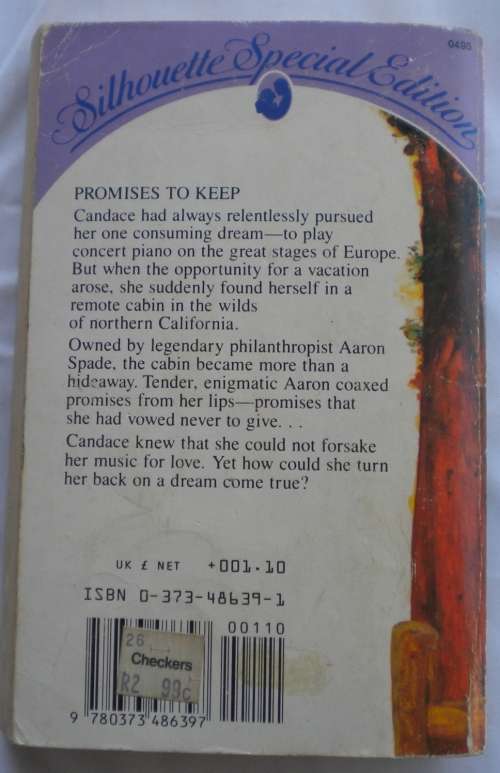 0486
Silhouette Special Edition
PROMISES TO KEEP
Candace had always relentlessly pursued
her one consuming dream—to play
concert piano on the great stages of Europe.
But when the opportunity for a vacation
arose, she suddenly found herself in a
remote cabin in the wilds
of northern California.
Owned by legendary philanthropist Aaron
Spade, the cabin became more than a
hideaway. Tender, enigmatic Aaron coaxed
promises from her lips—promises that
she had vowed never to give. . .
Candace knew that she could not forsake
her music for love. Yet how could she turn
her back on a dream come true?
UK £ NET +001.10
ISBN 0-373-48639-1
00110
26
Checkers
R2 99c
9 780373 486397